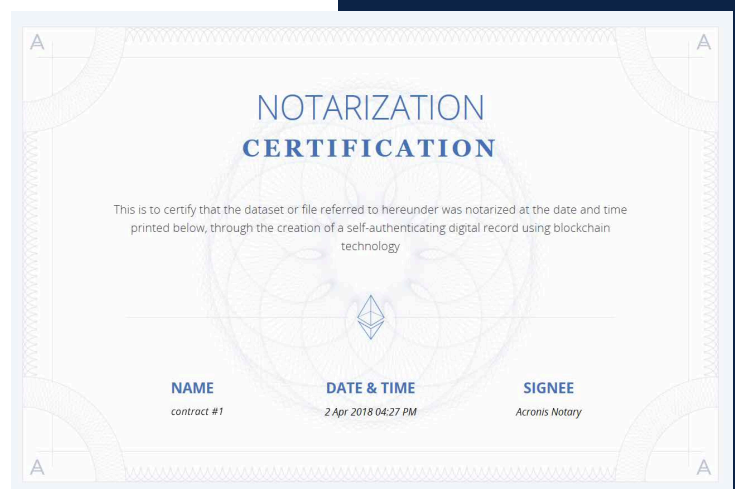 NOTARIZATION
CERTIFICATION
This is to certify that the dataset or file referred to hereunder was notarized at the date and time
printed below, through the creation of a self-authenticating digital record using blockchain
technology
NAME DATE & TIME SIGNEE
contract #1 2 Apr 2018 04:27 PM Acronis Notary